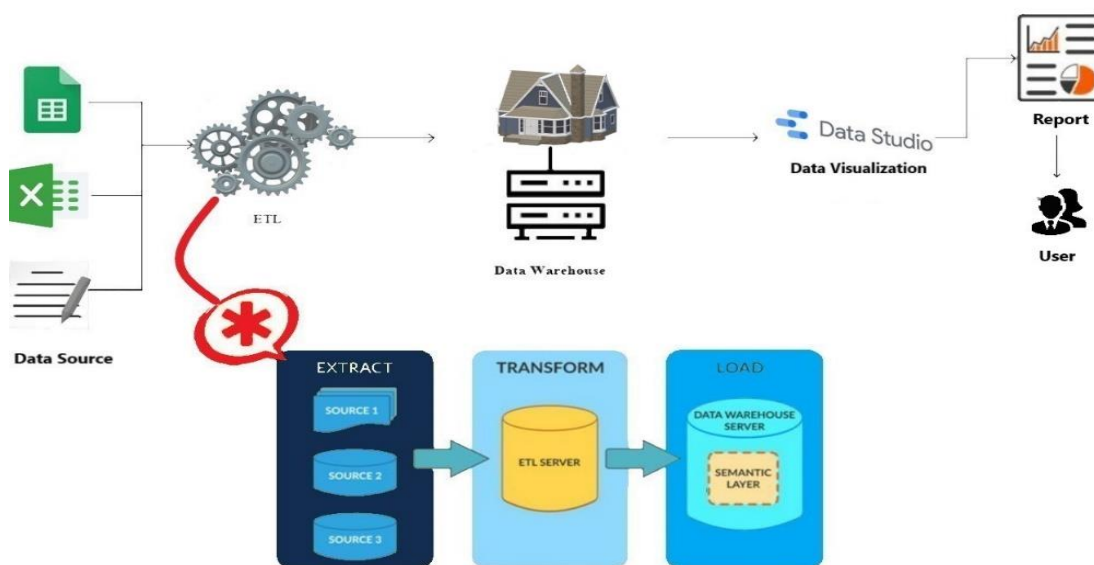 Report
Data Studio
Data Visualization
ETL
User
Data Warehouse
Data Source
EXTRACT
SOURCE 1
SOURCE 2
SOURCE 3
TRANSFORM
ETL SERVER
LOAD
DATA WAREHOUSE
SERVER
SEMANTIC
LAYER